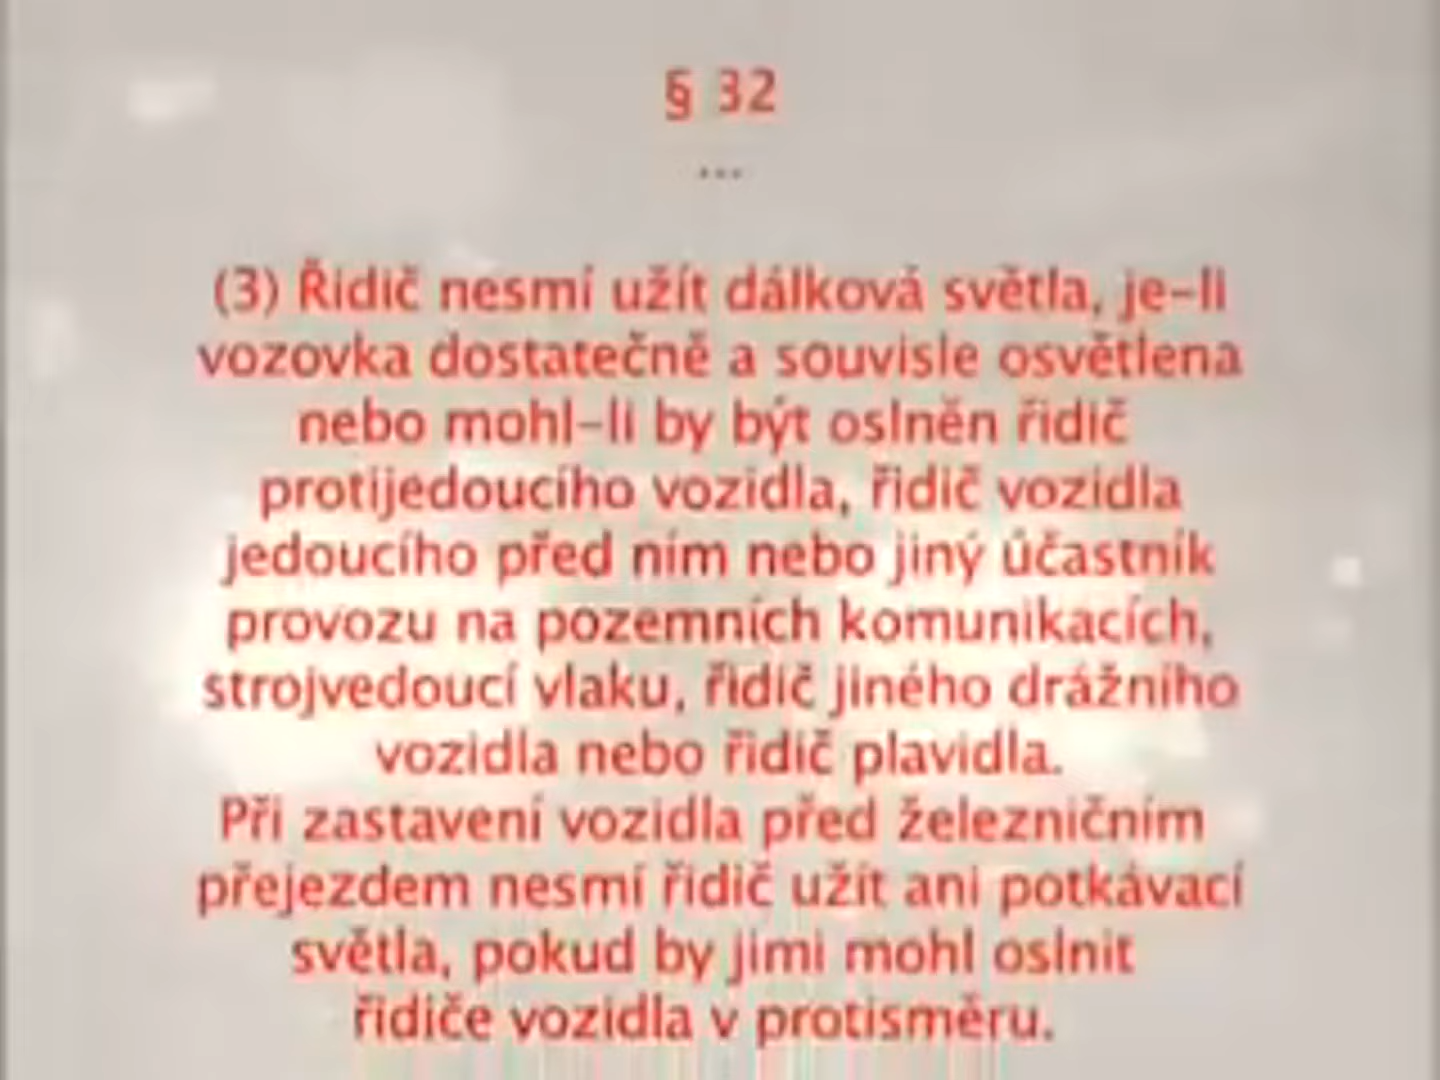 § 32
...
(3) Řidič nesmí užít dálková světla, je-li
vozovka dostatečně a souvisle osvětlena
nebo mohl-li by být oslněn řidič
protijedoucího vozidla, řidič vozidla
jedoucího před ním nebo jiný účastník
provozu na pozemních komunikacích,
strojvedoucí vlaku, řidič jiného drážního
vozidla nebo řidič plavidla.
Při zastavení vozidla před železničním
přejezdem nesmí řidič užít ani potkávací
světla, pokud by jimi mohl oslnit
řidiče vozidla v protisměru.